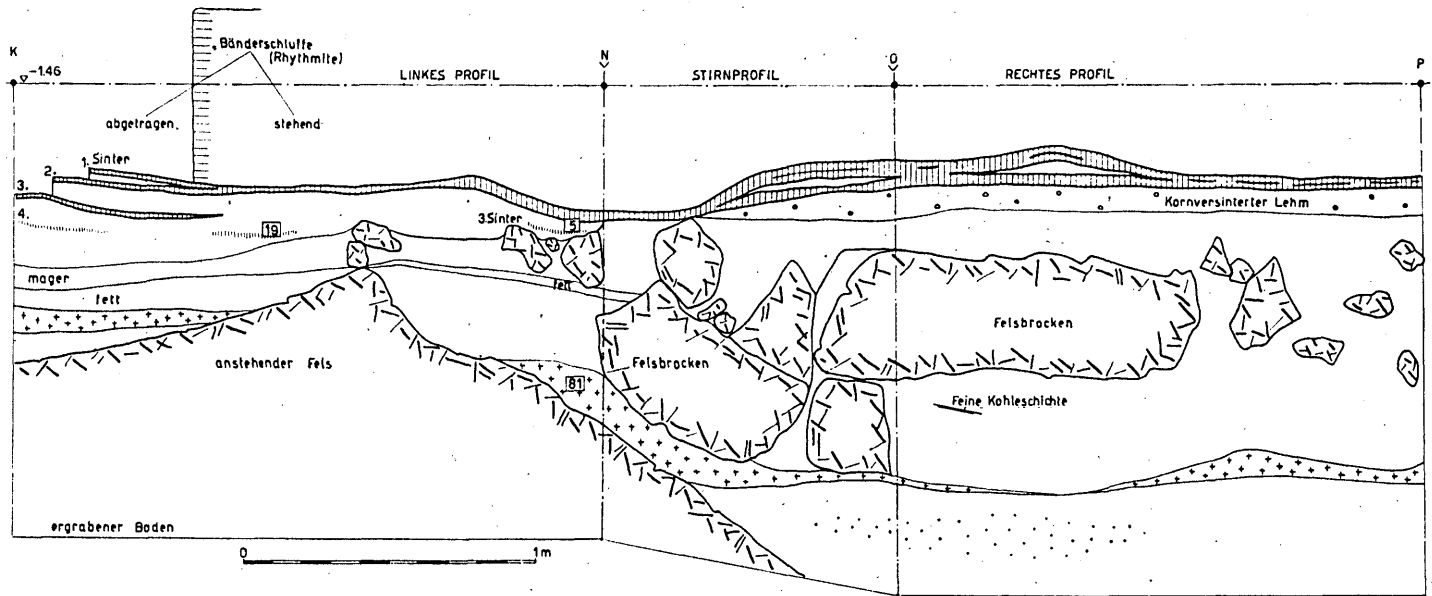 K
-1.46
Bänderschluffe
(Rhythmite)
LINKES PROFIL
N
STIRNPROFIL
O
RECHTES PROFIL
P
abgetragen
stehend
1. Sinter
2.
3.
4.
19
3.Sinter
5
Kornversinterter Lehm
mager
fett
fett
anstehender Fels
Felsbrocken
Felsbrocken
81
Feine Kohleschichte
ergrabener Boden
0 1m